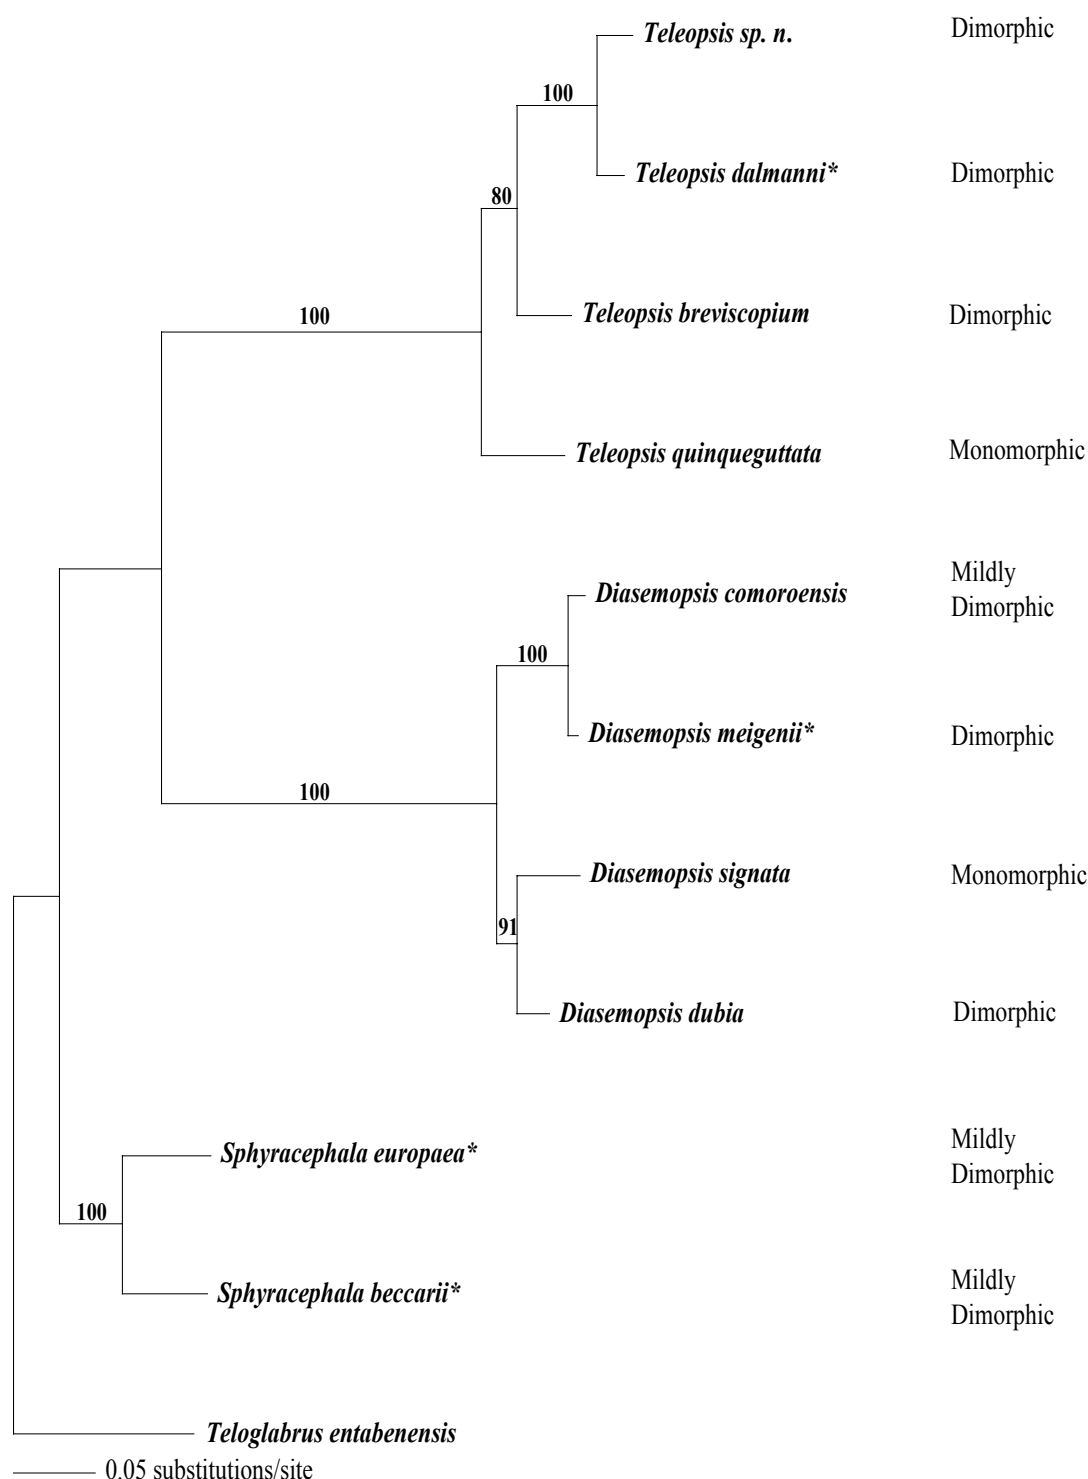 Teleopsis sp. n. Dimorphic
100
Teleopsis dalmanni* Dimorphic
80
Teleopsis breviscopium Dimorphic
100
Teleopsis quinqueguttata Monomorphic
Mildly
Diasemopsis comoroensis Dimorphic
100
Diasemopsis meigenii* Dimorphic
100
Diasemopsis signata Monomorphic
91
Diasemopsis dubia Dimorphic
Mildly
Sphyracephala europaea* Dimorphic
100
Mildly
Sphyracephala beccarii* Dimorphic
Teloglabrus entabenensis
0.05 substitutions/site